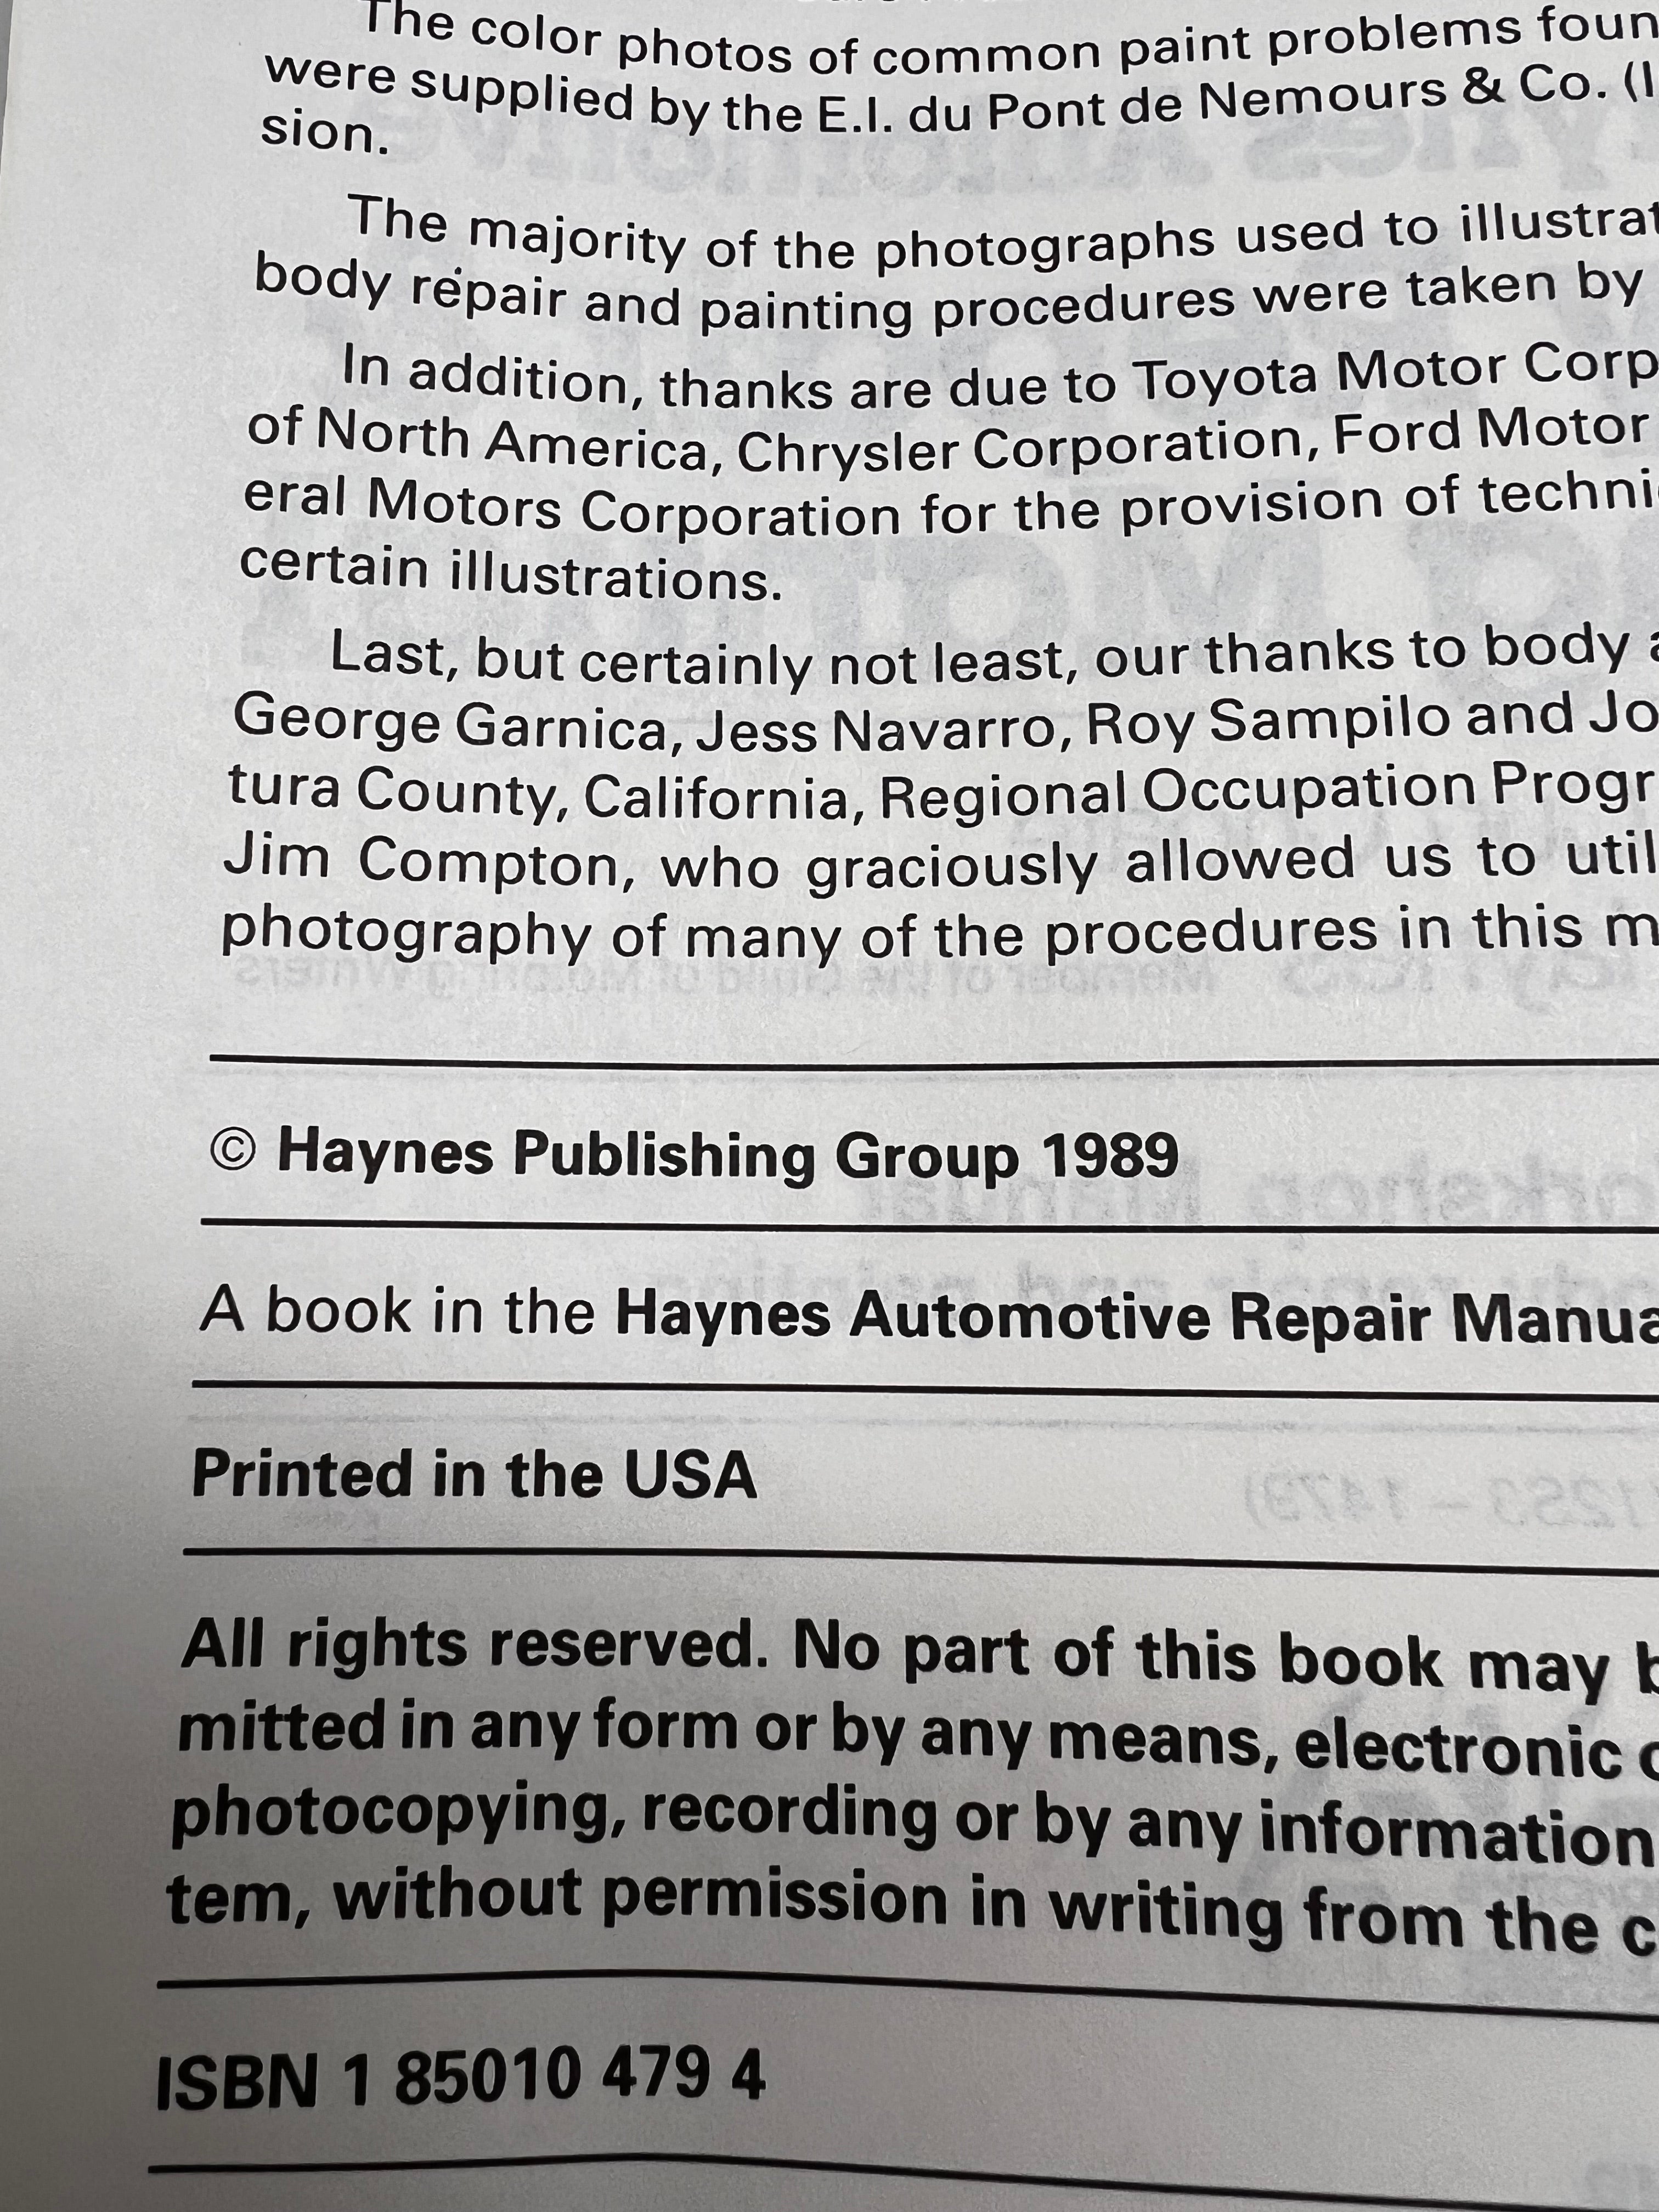 The color photos of common paint problems foun
were supplied by the E.I. du Pont de Nemours & Co. (I
sion.
The majority of the photographs used to illustrat
body repair and painting procedures were taken by
In addition, thanks are due to Toyota Motor Corp
of North America, Chrysler Corporation, Ford Motor
eral Motors Corporation for the provision of techni
certain illustrations.
Last, but certainly not least, our thanks to body a
George Garnica, Jess Navarro, Roy Sampilo and Jo
tura County, California, Regional Occupation Progr
Jim Compton, who graciously allowed us to util
photography of many of the procedures in this m
© Haynes Publishing Group 1989
A book in the Haynes Automotive Repair Manua
Printed in the USA
All rights reserved. No part of this book may b
mitted in any form or by any means, electronic o
photocopying, recording or by any information
tem, without permission in writing from the c
ISBN 1 85010 479 4